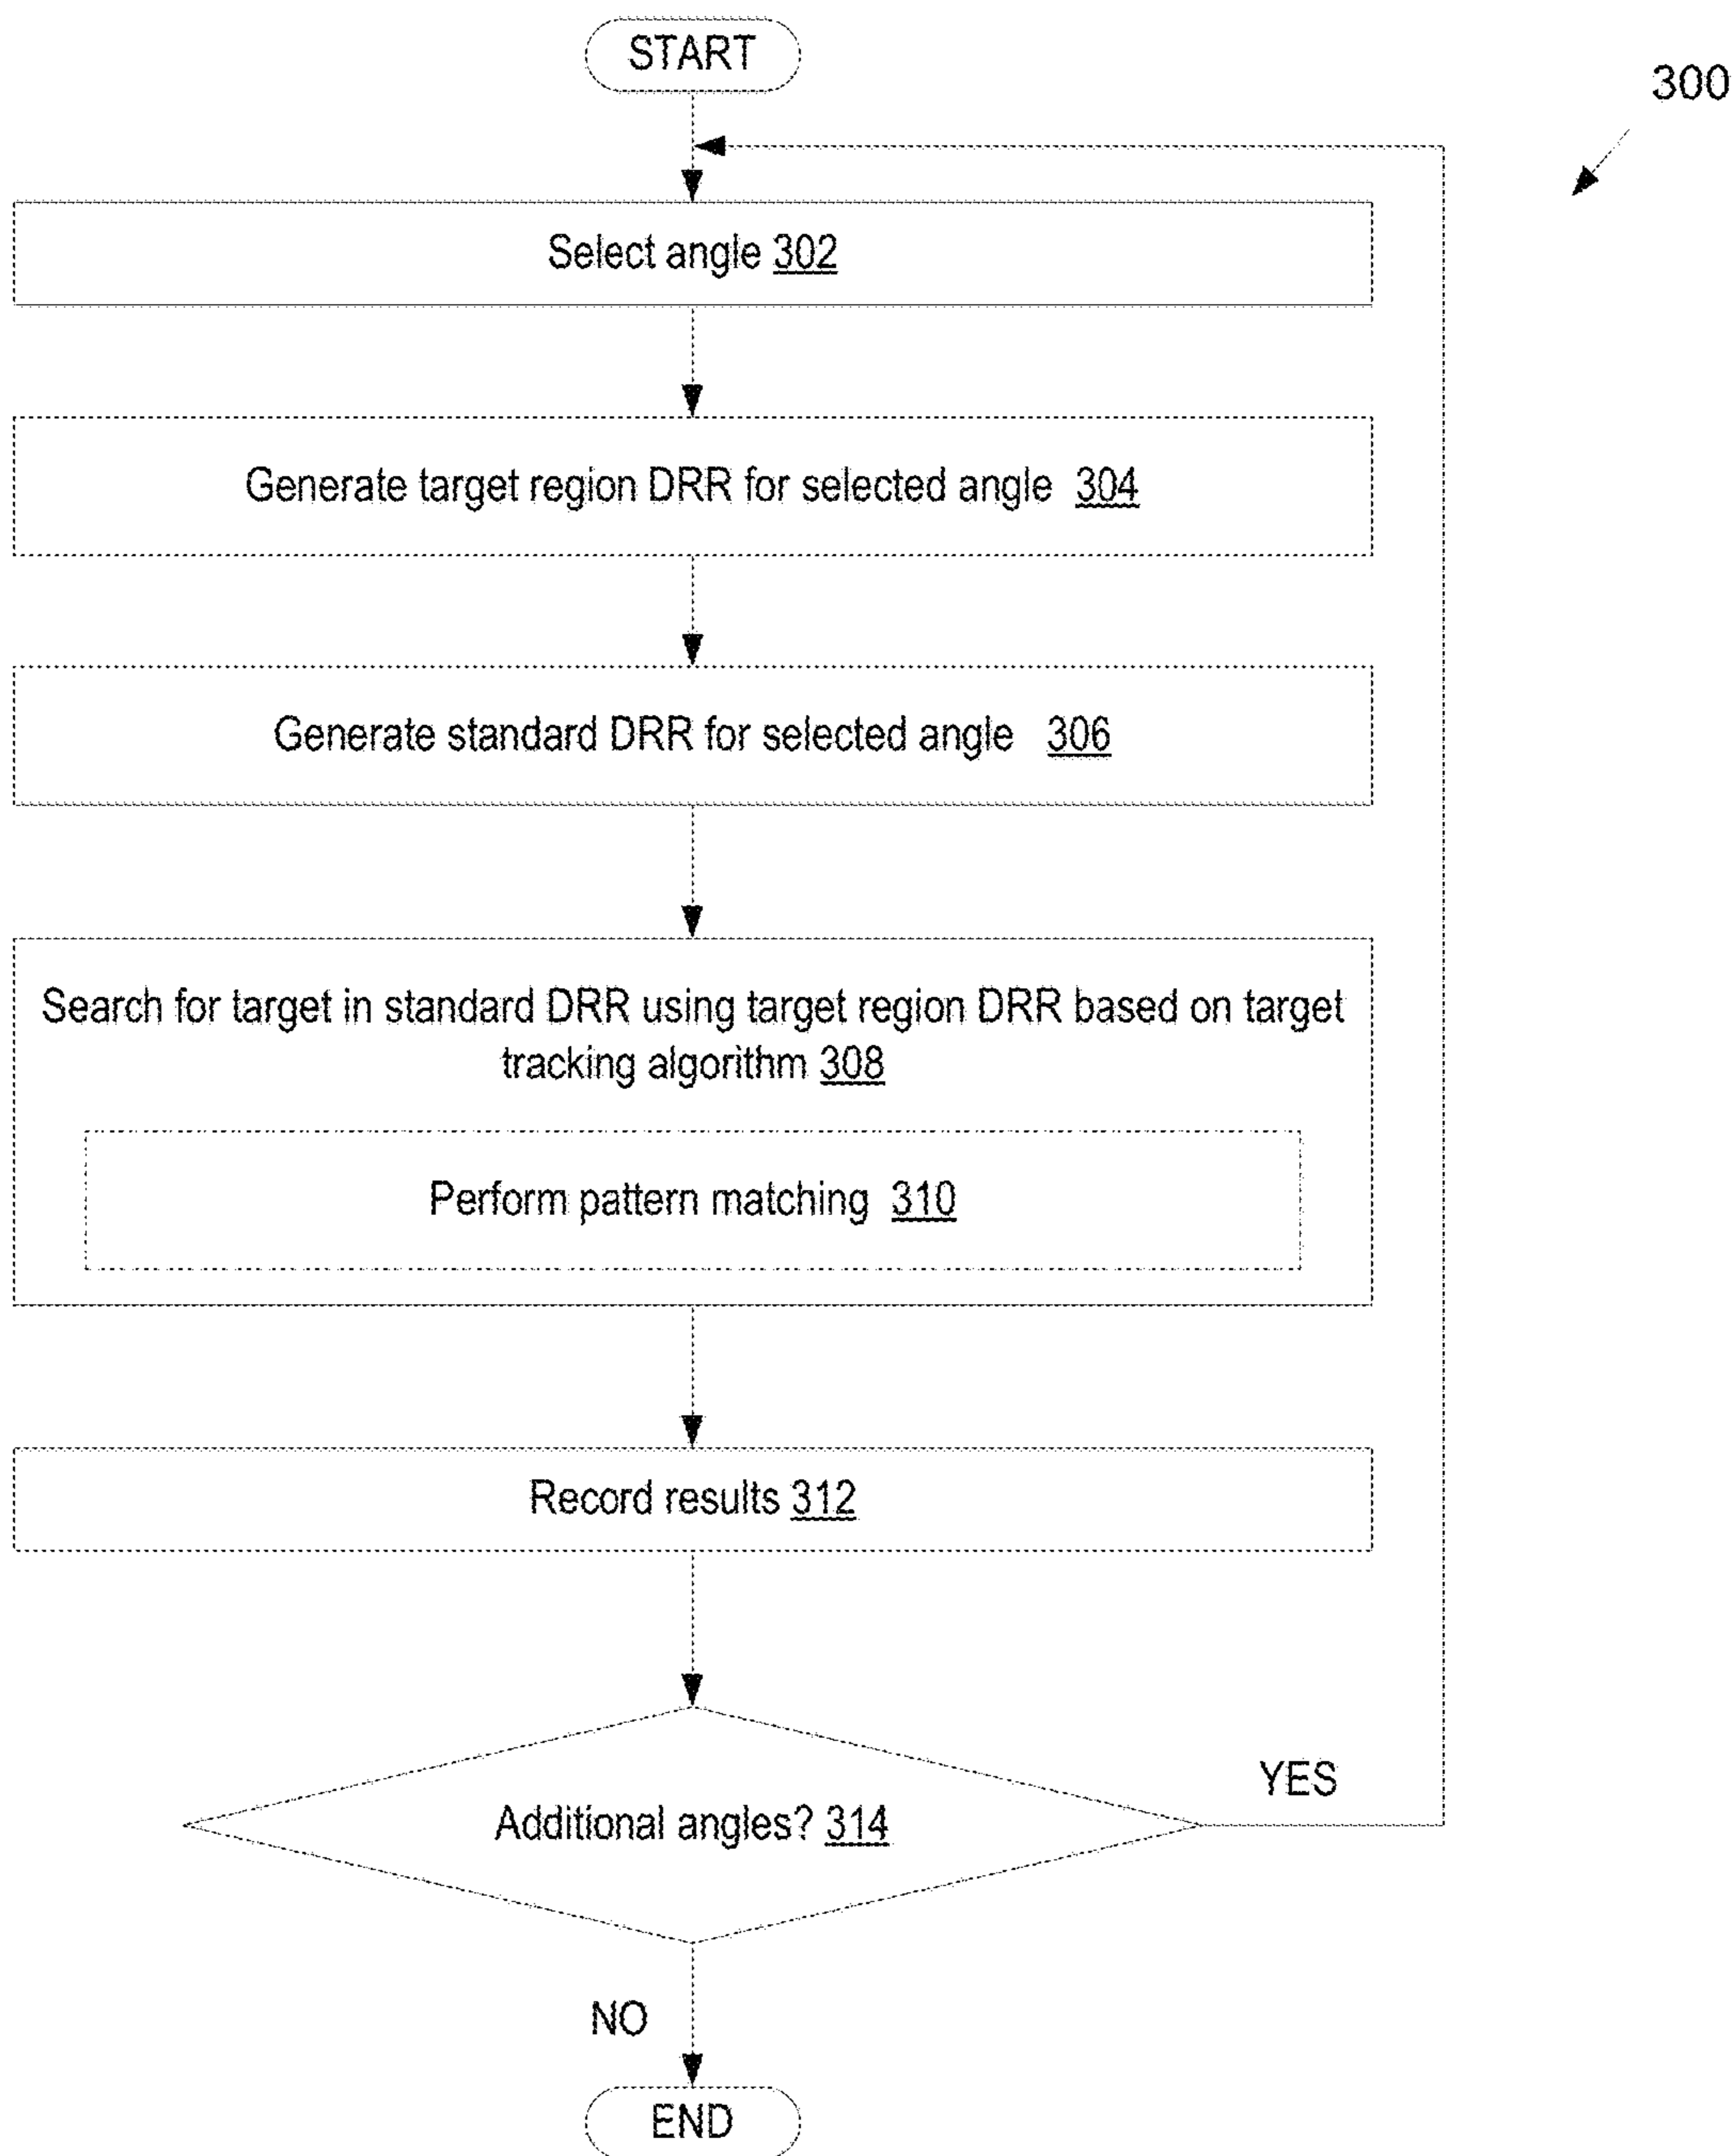 START
300
Select angle 302
Generate target region DRR for selected angle 304
Generate standard DRR for selected angle 306
Search for target in standard DRR using target region DRR based on target
tracking algorithm 308
Perform pattern matching 310
Record results 312
Additional angles? 314
YES
NO
END